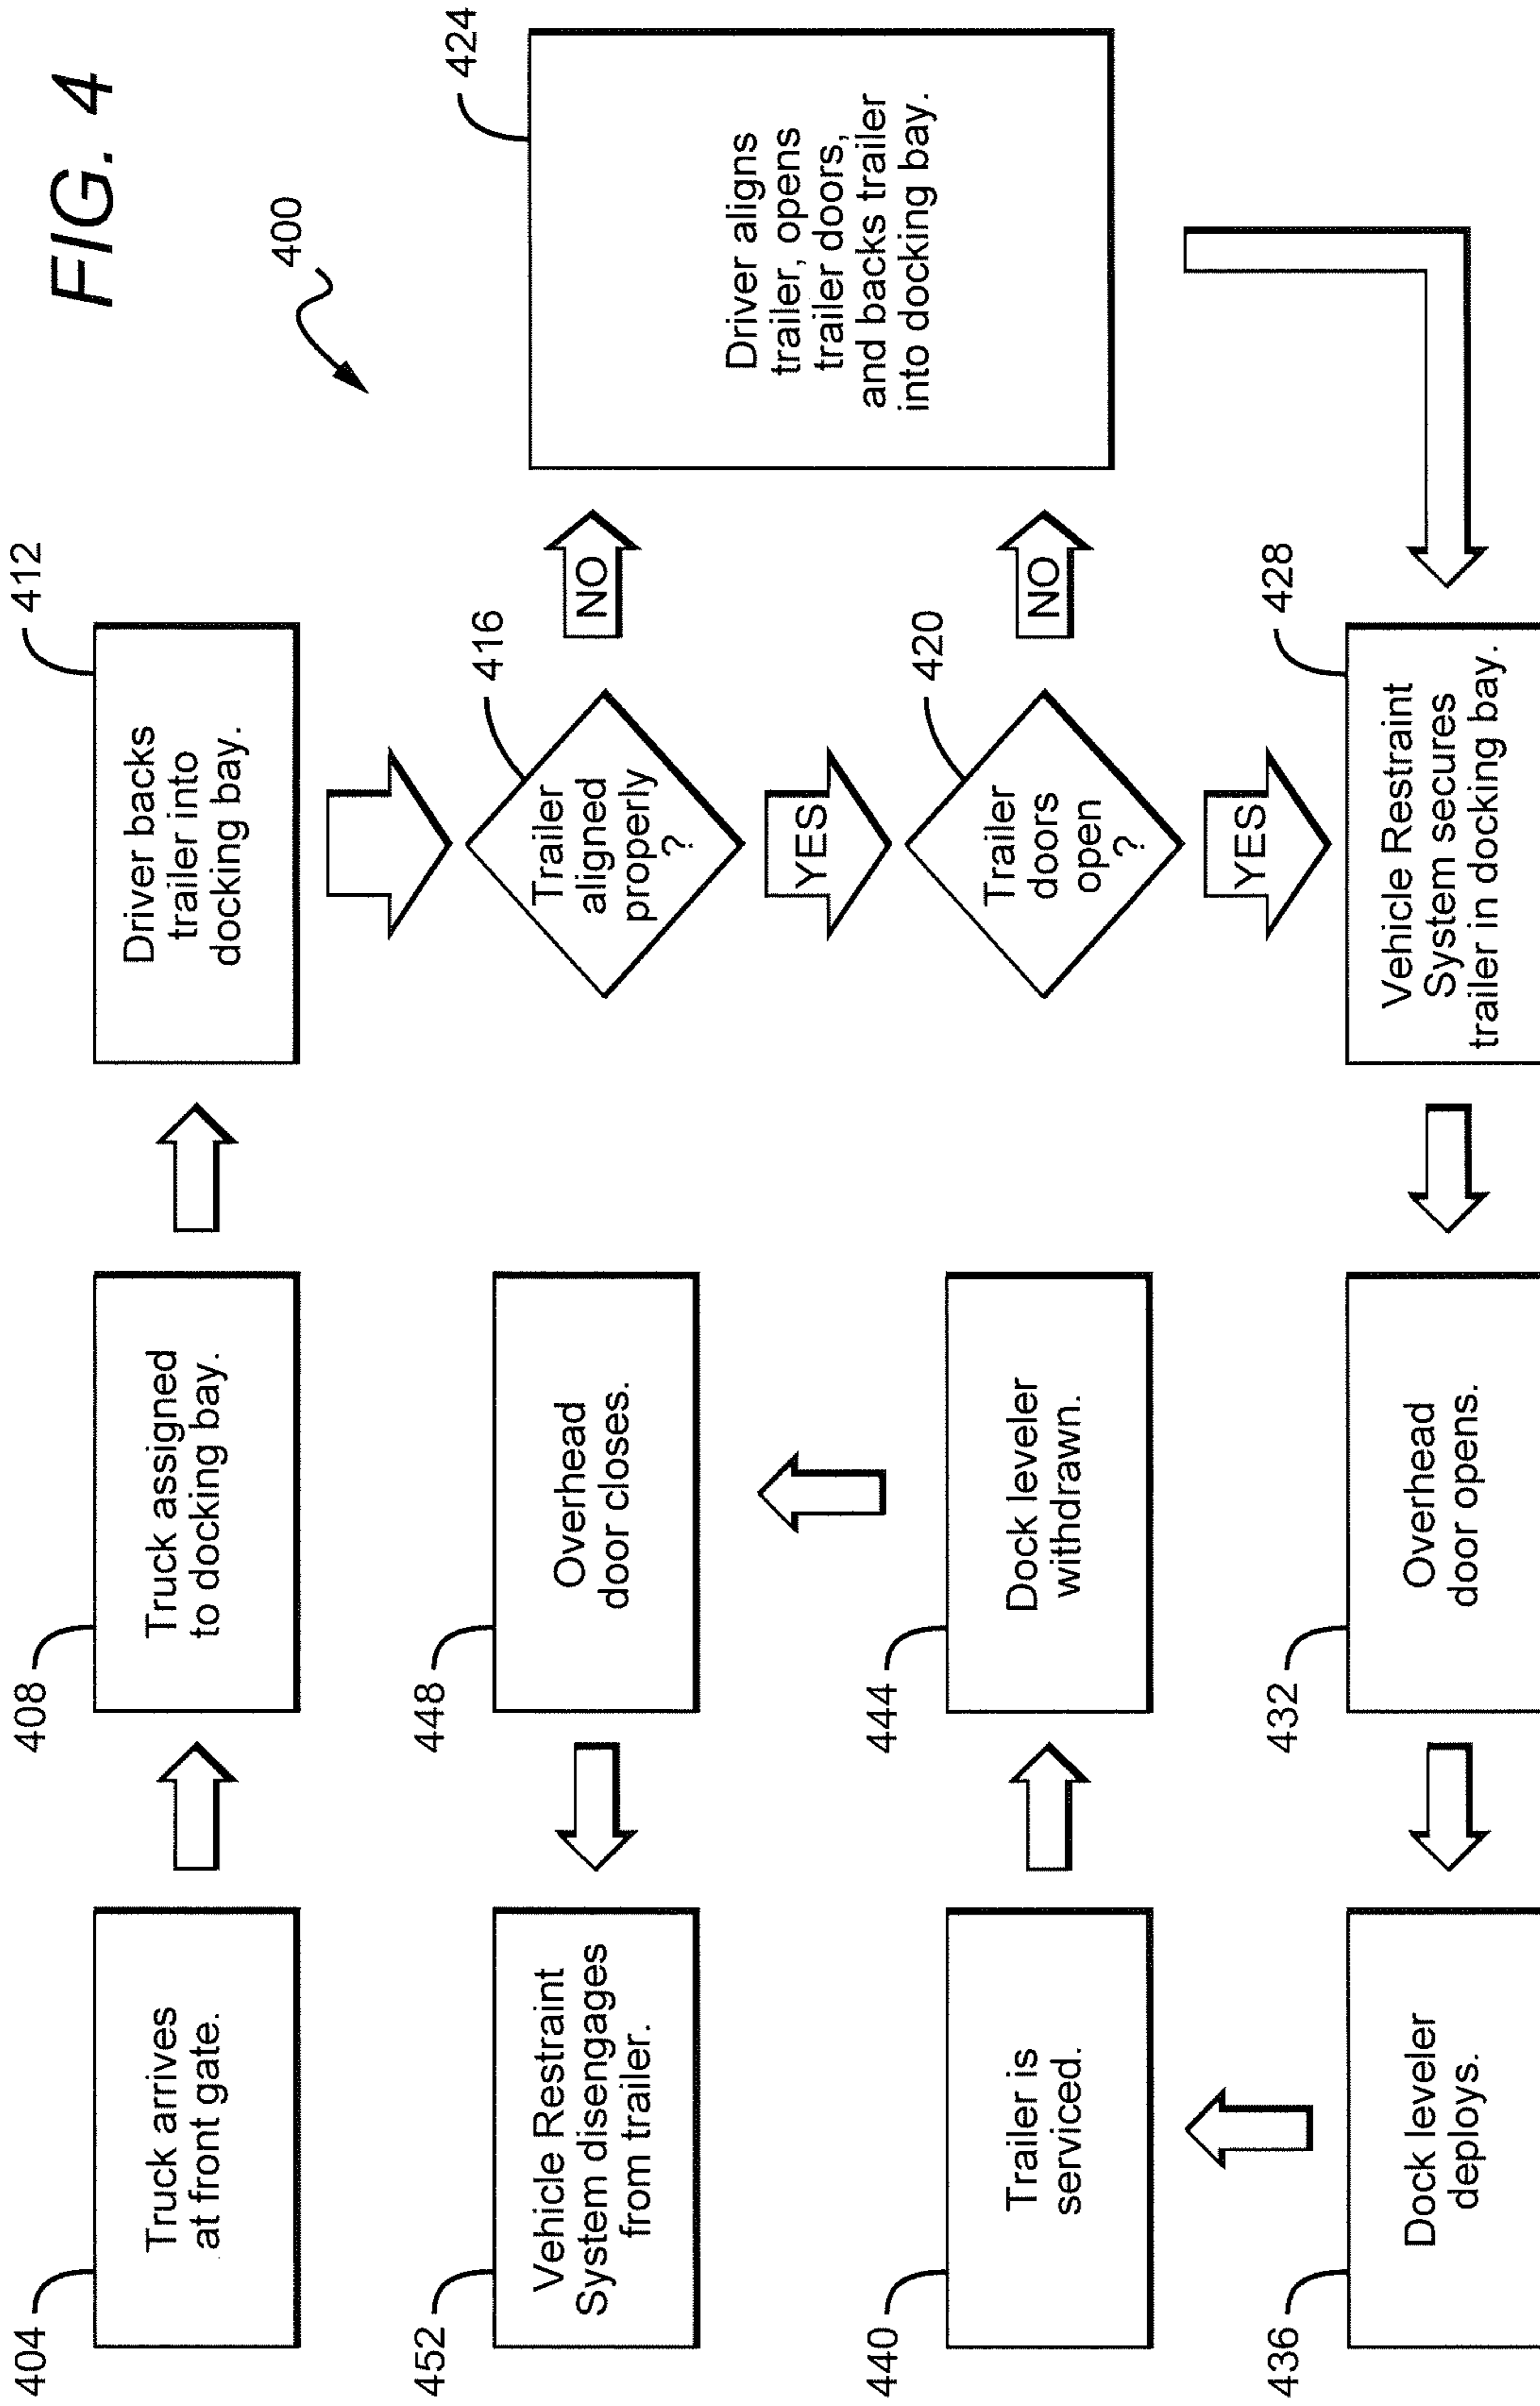 FIG. 4
400
404
Truck arrives
at front gate.
408
Truck assigned
to docking bay.
412
Driver backs
trailer into
docking bay.
416
Trailer
aligned
properly
?
NO
YES
420
Trailer
doors
open
?
NO
YES
424
Driver aligns
trailer, opens
trailer doors,
and backs trailer
into docking bay.
428
Vehicle Restraint
System secures
trailer in docking bay.
432
Overhead
door opens.
436
Dock leveler
deploys.
440
Trailer is
serviced.
444
Dock leveler
withdrawn.
448
Overhead
door closes.
452
Vehicle Restraint
System disengages
from trailer.